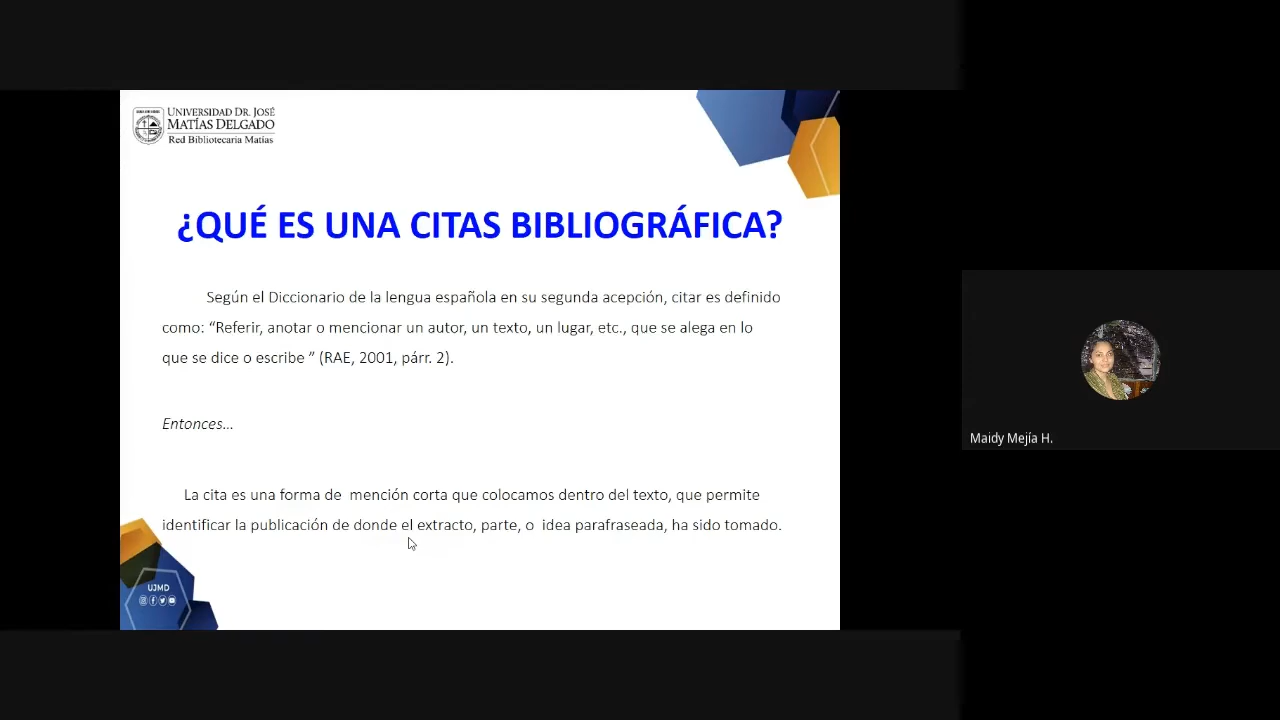 UNIVERSIDAD DR. JOSÉ
MATÍAS DELGADO
Red Bibliotecaria Matías
¿QUÉ ES UNA CITAS BIBLIOGRÁFICA?
Según el Diccionario de la lengua española en su segunda acepción, citar es definido
como: “Referir, anotar o mencionar un autor, un texto, un lugar, etc., que se alega en lo
que se dice o escribe ” (RAE, 2001, párr. 2).
Entonces…
La cita es una forma de  mención corta que colocamos dentro del texto, que permite
identificar la publicación de donde el extracto, parte, o  idea parafraseada, ha sido tomado.
UJMD
Maidy Mejía H.